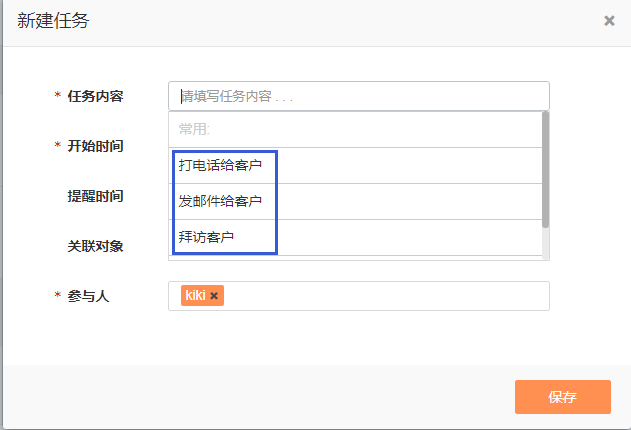 新建任务 ×
* 任务内容 请填写任务内容 . . .
常用:
* 开始时间
打电话给客户
提醒时间 发邮件给客户
关联对象 拜访客户
* 参与人 kiki ×
保存